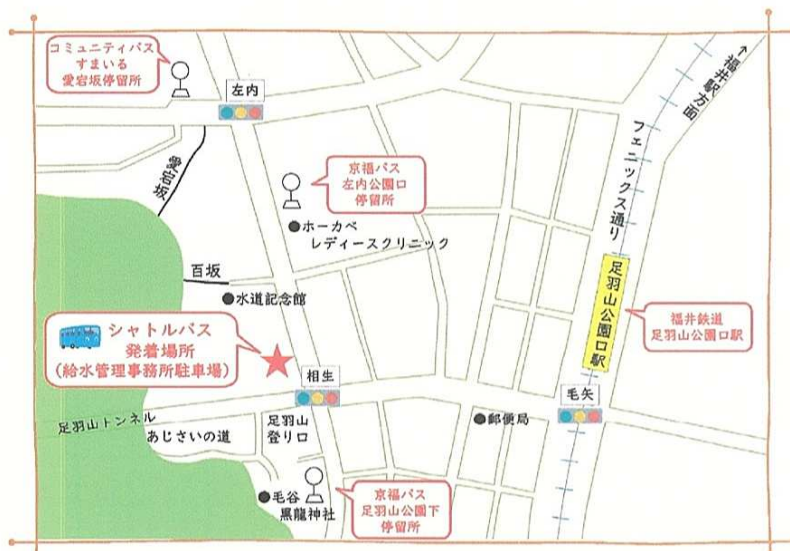 コミュニティバス
すまいる
愛宕坂停留所
左内
↑福井駅方面
フェニックス通り
愛宕坂
京福バス
左内公園口
停留所
●ホーカベ
レディースクリニック
百坂
●水道記念館
足羽山公園口駅
福井鉄道
足羽山公園口駅
シャトルバス
発着場所
(給水管理事務所駐車場)
相生
毛矢
足羽山トンネル
あじさいの道
足羽山
登り口
●郵便局
●毛谷
黒龍神社
京福バス
足羽山公園下
停留所